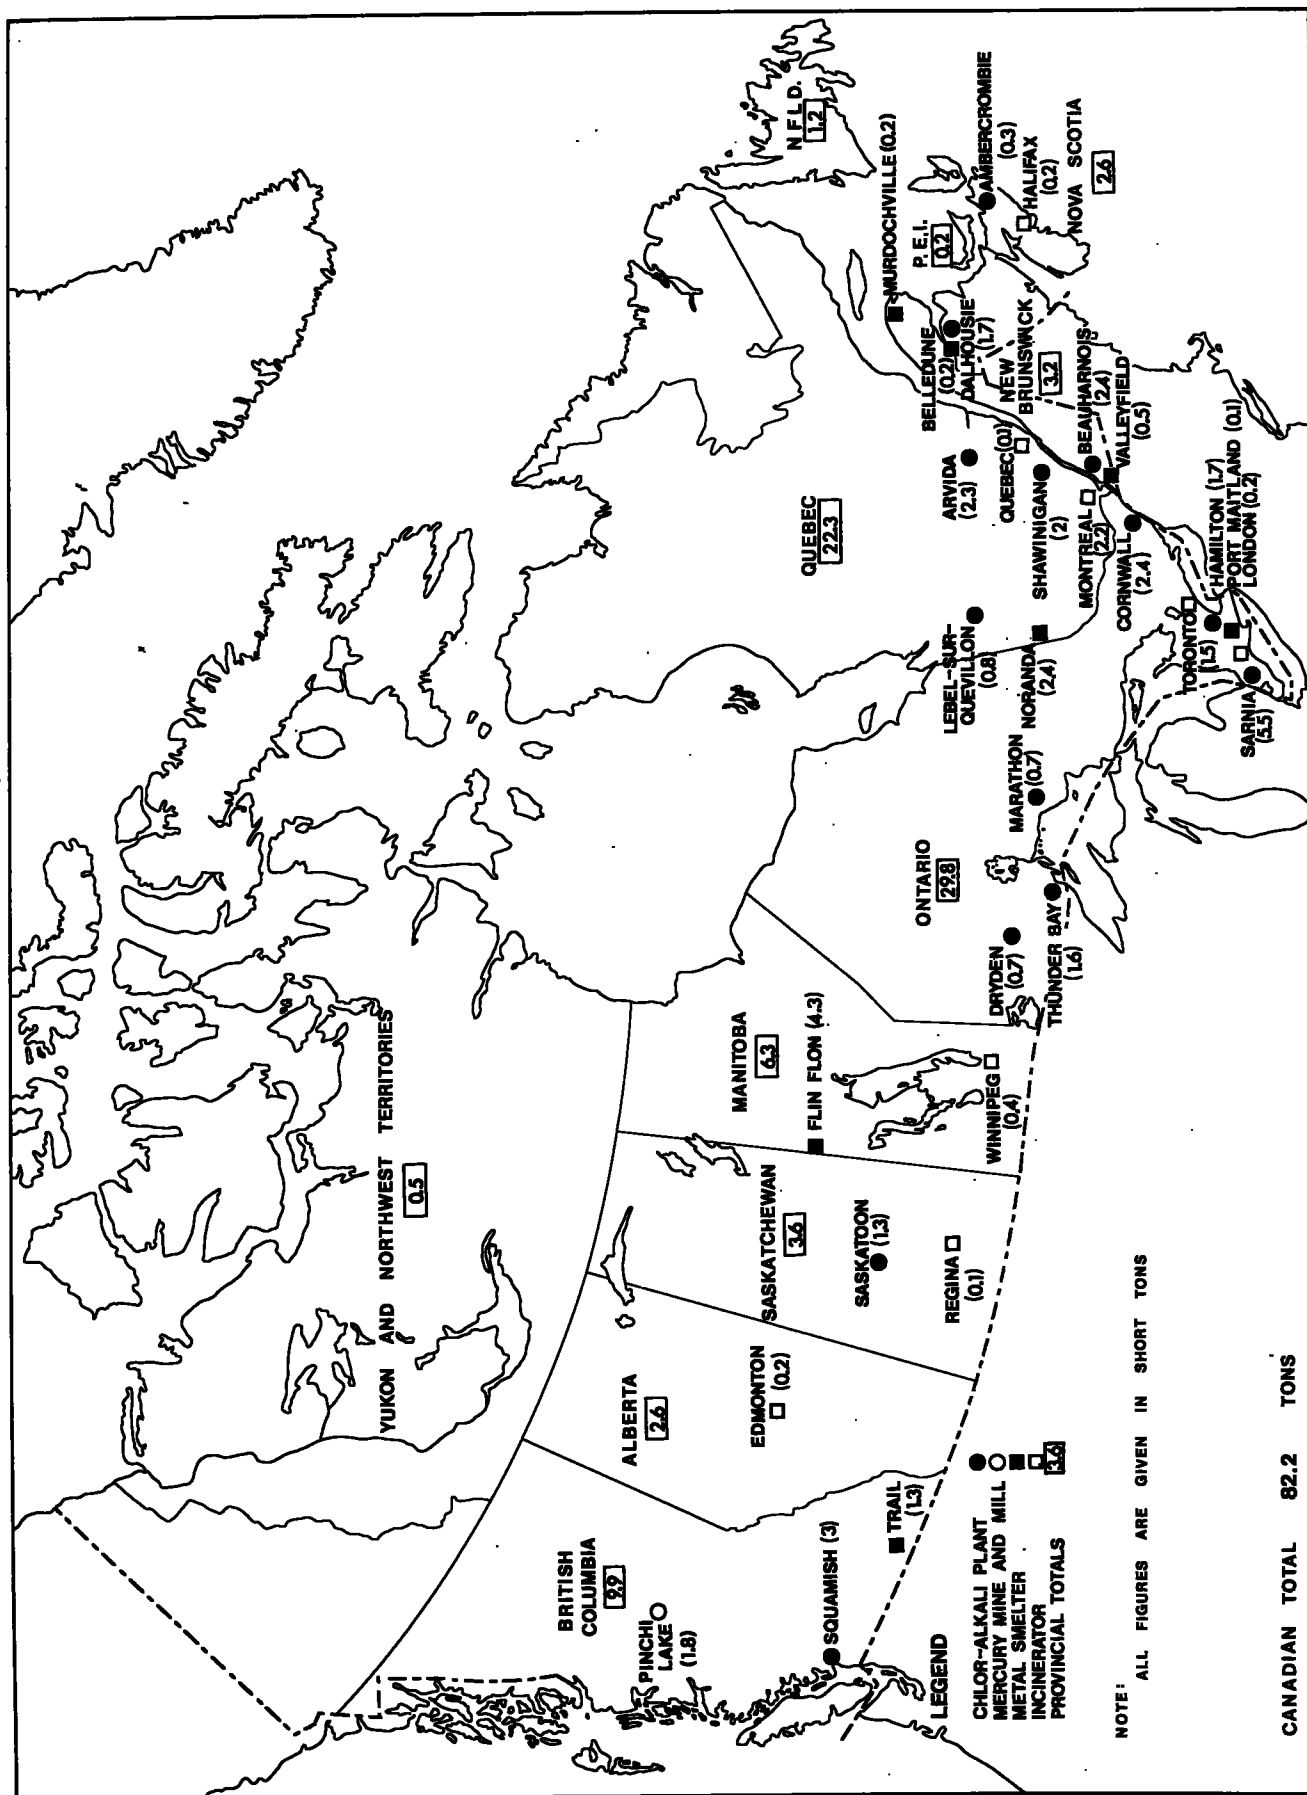 YUKON AND NORTHWEST TERRITORIES
0.5
BRITISH
COLUMBIA
9.9
PINCHI
LAKE
(1.8)
SQUAMISH (3)
TRAIL
(1.3)
ALBERTA
2.6
EDMONTON
(0.2)
SASKATCHEWAN
3.6
SASKATOON
(1.3)
REGINA
(0.1)
MANITOBA
6.3
FLIN FLON (4.3)
WINNIPEG
(0.4)
ONTARIO
29.8
DRYDEN
(0.7)
THUNDER BAY
(1.6)
MARATHON
(0.7)
SARNIA
(5.5)
TORONTO
(1.5)
HAMILTON (1.7)
PORT MAITLAND (0.1)
LONDON (0.2)
CORNWALL
(2.4)
QUEBEC
22.3
LEBEL-SUR-
QUEVILLON
(0.8)
NORANDA
(2.4)
ARVIDA
(2.3)
QUEBEC (0.1)
SHAWINIGAN
(2)
MONTREAL
(2.2)
BEAUHARNOIS
(2.4)
VALLEYFIELD
(0.5)
MURDOCHVILLE (0.2)
BELLEDUNE
(0.2)
DALHOUSIE
(1.7)
NEW
BRUNSWICK
3.2
P.E.I.
0.2
NFLD.
1.2
AMBERCROMBIE
(0.3)
HALIFAX
(0.2)
NOVA SCOTIA
2.6
LEGEND
CHLOR-ALKALI PLANT
MERCURY MINE AND MILL
METAL SMELTER
INCINERATOR
PROVINCIAL TOTALS 3.6
NOTE:
ALL FIGURES ARE GIVEN IN SHORT TONS
CANADIAN TOTAL 82.2 TONS